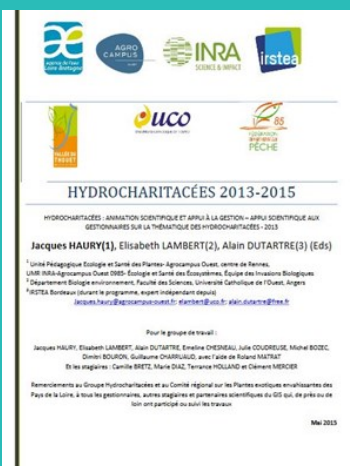 agence de l'eau
Loire-Bretagne
AGRO
CAMPUS
OUEST
INRA
SCIENCE & IMPACT
irstea
VALLÉE DU
THOUET
uco
85
FÉDÉRATION
PÊCHE
HYDROCHARITACÉES 2013-2015
HYDROCHARITACÉES : ANIMATION SCIENTIFIQUE ET APPUI À LA GESTION – APPUI SCIENTIFIQUE AUX
GESTIONNAIRES SUR LA THÉMATIQUE DES HYDROCHARITACÉES - 2013
Jacques HAURY(1), Elisabeth LAMBERT(2), Alain DUTARTRE(3) (Eds)
1 Unité Pédagogique Ecologie et Santé des Plantes- Agrocampus Ouest, centre de Rennes,
UMR INRA-Agrocampus Ouest 0985- Écologie et Santé des Écosystèmes, Équipe des Invasions Biologiques
2 Département Biologie environnement, Faculté des Sciences, Université Catholique de l'Ouest, Angers
3 IRSTEA Bordeaux (durant le programme, expert indépendant depuis)
Jacques.haury@agrocampus-ouest.fr; elambert@uco.fr; alain.dutartre@free.fr
Pour le groupe de travail :
Jacques HAURY, Elisabeth LAMBERT, Alain DUTARTRE, Emeline CHESNEAU, Julie COUDREUSE, Michel BOZEC,
Dimitri BOURON, Guillaume CHARRUAUD, avec l'aide de Roland MATRAT
Et les stagiaires : Camille BRETZ, Marie DIAZ, Terrance HOLLAND et Clément MERCIER
Remerciements au Groupe Hydrocharitacées et au Comité régional sur les Plantes exotiques envahissantes des
Pays de la Loire, à tous les gestionnaires, autres stagiaires et partenaires scientifiques du GIS qui, de près ou de
loin ont participé ou suivi les travaux
Mai 2015